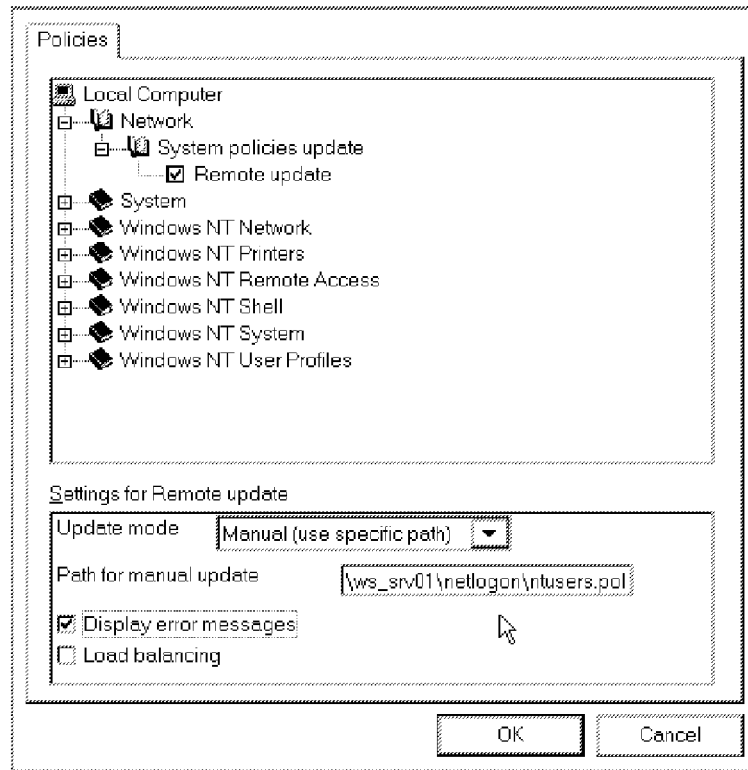 Policies
Local Computer
Network
System policies update
Remote update
System
Windows NT Network
Windows NT Printers
Windows NT Remote Access
Windows NT Shell
Windows NT System
Windows NT User Profiles
Settings for Remote update
Update mode
Manual (use specific path)
Path for manual update
\ws_srv01\netlogon\ntusers.pol
Display error messages
Load balancing
OK
Cancel